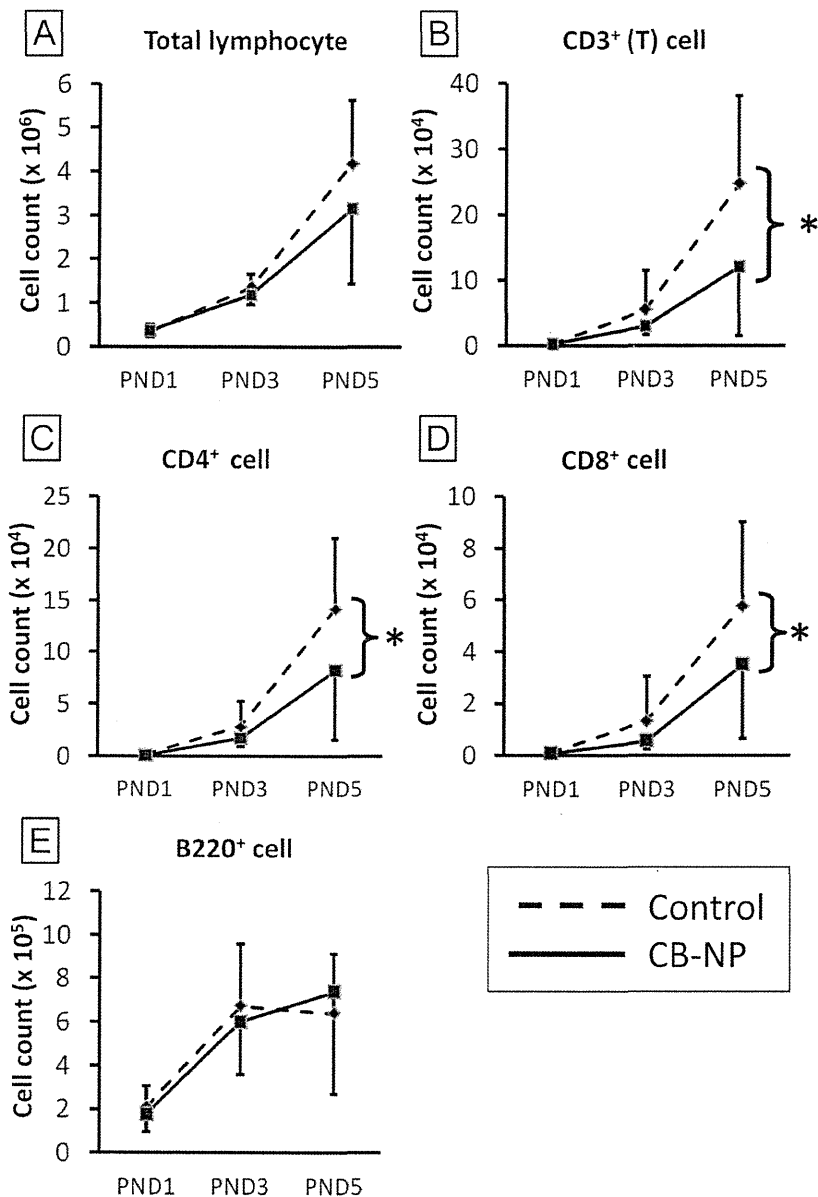 A
Total lymphocyte
Cell count (x 10⁶)
6
5
4
3
2
1
0
PND1 PND3 PND5
B
CD3⁺ (T) cell
Cell count (x 10⁴)
40
30
20
10
0
*
PND1 PND3 PND5
C
CD4⁺ cell
Cell count (x 10⁴)
25
20
15
10
5
0
*
PND1 PND3 PND5
D
CD8⁺ cell
Cell count (x 10⁴)
10
8
6
4
2
0
*
PND1 PND3 PND5
E
B220⁺ cell
Cell count (x 10⁵)
12
10
8
6
4
2
0
PND1 PND3 PND5
Control
CB-NP